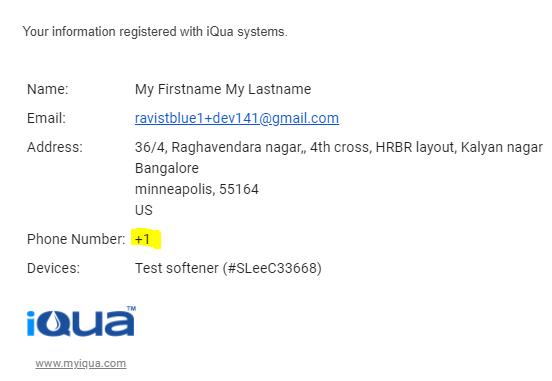 Your information registered with iQua systems.
Name: My Firstname My Lastname
Email: ravistblue1+dev141@gmail.com
Address: 36/4, Raghavendara nagar,, 4th cross, HRBR layout, Kalyan nagar
Bangalore
minneapolis, 55164
US
Phone Number: +1
Devices: Test softener (#SLeeC33668)
iQua™
www.myiqua.com